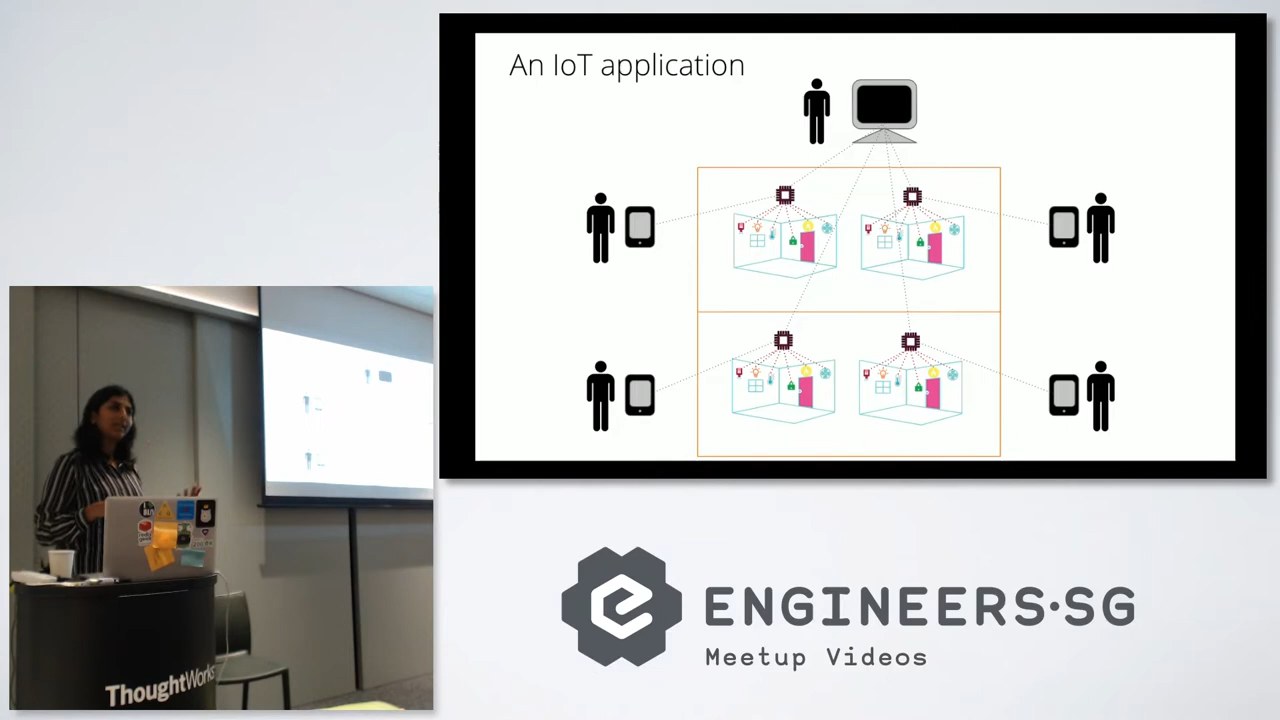 An IoT application
ENGINEERS·SG
Meetup Videos
ThoughtWorks